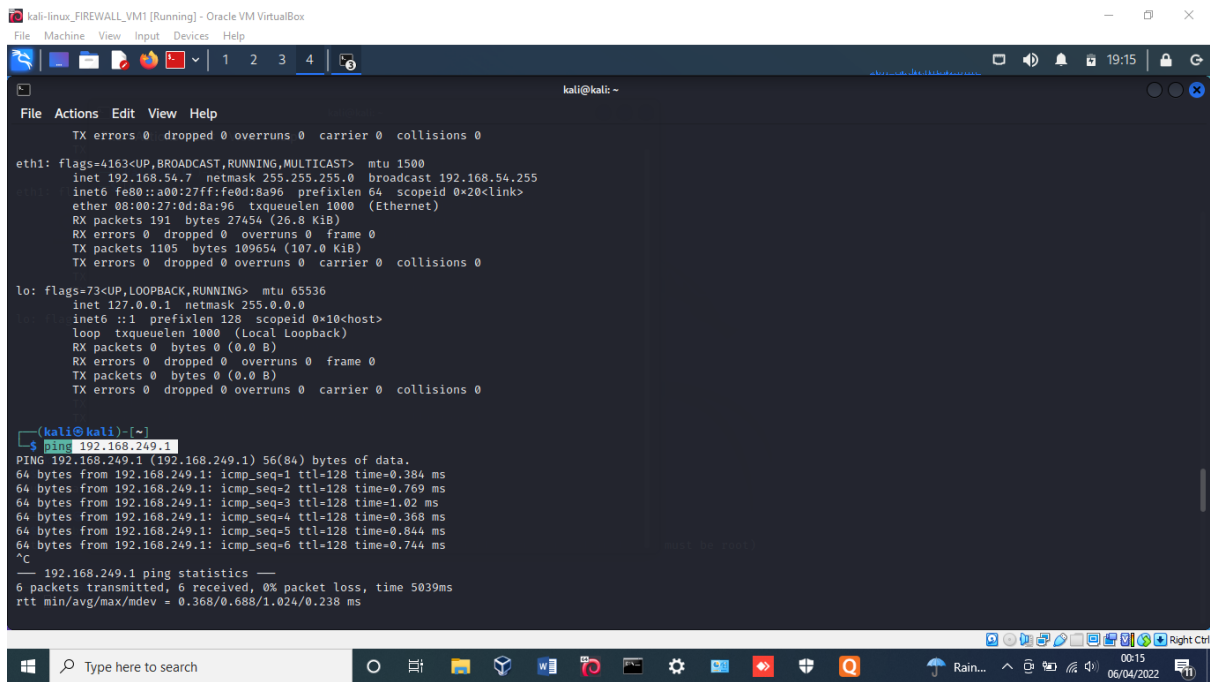 kali-linux_FIREWALL_VM1 [Running] - Oracle VM VirtualBox
File Machine View Input Devices Help
1 2 3 4 19:15
kali@kali: ~
File Actions Edit View Help
TX errors 0 dropped 0 overruns 0 carrier 0 collisions 0
eth1: flags=4163<UP,BROADCAST,RUNNING,MULTICAST> mtu 1500
inet 192.168.54.7 netmask 255.255.255.0 broadcast 192.168.54.255
inet6 fe80::a00:27ff:fe0d:8a96 prefixlen 64 scopeid 0×20<link>
ether 08:00:27:0d:8a:96 txqueuelen 1000 (Ethernet)
RX packets 191 bytes 27454 (26.8 KiB)
RX errors 0 dropped 0 overruns 0 frame 0
TX packets 1105 bytes 109654 (107.0 KiB)
TX errors 0 dropped 0 overruns 0 carrier 0 collisions 0
lo: flags=73<UP,LOOPBACK,RUNNING> mtu 65536
inet 127.0.0.1 netmask 255.0.0.0
inet6 ::1 prefixlen 128 scopeid 0×10<host>
loop txqueuelen 1000 (Local Loopback)
RX packets 0 bytes 0 (0.0 B)
RX errors 0 dropped 0 overruns 0 frame 0
TX packets 0 bytes 0 (0.0 B)
TX errors 0 dropped 0 overruns 0 carrier 0 collisions 0
(kali㉿kali)-[~]
$ ping 192.168.249.1
PING 192.168.249.1 (192.168.249.1) 56(84) bytes of data.
64 bytes from 192.168.249.1: icmp_seq=1 ttl=128 time=0.384 ms
64 bytes from 192.168.249.1: icmp_seq=2 ttl=128 time=0.769 ms
64 bytes from 192.168.249.1: icmp_seq=3 ttl=128 time=1.02 ms
64 bytes from 192.168.249.1: icmp_seq=4 ttl=128 time=0.368 ms
64 bytes from 192.168.249.1: icmp_seq=5 ttl=128 time=0.844 ms
64 bytes from 192.168.249.1: icmp_seq=6 ttl=128 time=0.744 ms
^C
— 192.168.249.1 ping statistics —
6 packets transmitted, 6 received, 0% packet loss, time 5039ms
rtt min/avg/max/mdev = 0.368/0.688/1.024/0.238 ms
Right Ctrl
Type here to search
Rain...
00:15
06/04/2022